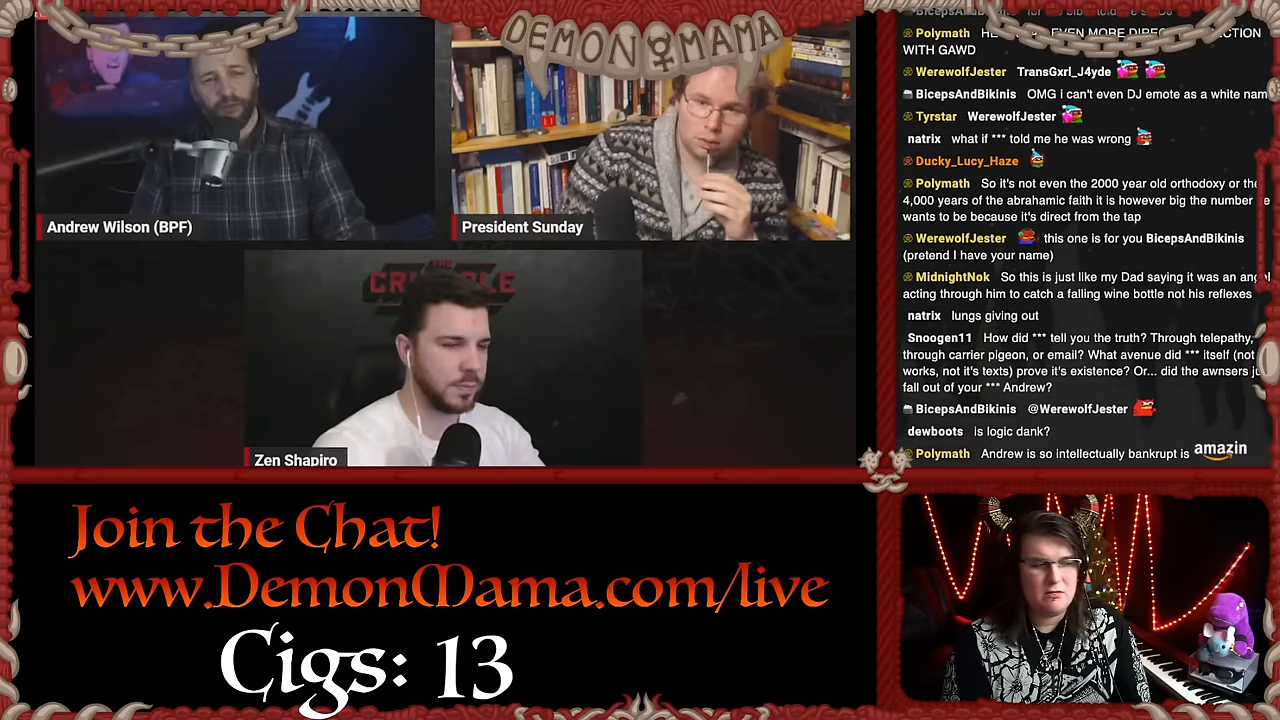 DEMON MAMA
Andrew Wilson (BPF)
President Sunday
THE
Zen Shapiro
Polymath
WITH GAWD
WerewolfJester TransGxrl_J4yde
BicepsAndBikinis OMG i can't even DJ emote as a white nam
Tyrstar WerewolfJester
natrix what if *** told me he was wrong
Ducky_Lucy_Haze
Polymath So it's not even the 2000 year old orthodoxy or the
4,000 years of the abrahamic faith it is however big the number
wants to be because it's direct from the tap
WerewolfJester this one is for you BicepsAndBikinis
(pretend I have your name)
MidnightNok So this is just like my Dad saying it was an angel
acting through him to catch a falling wine bottle not his reflexes
natrix lungs giving out
Snoogen11 How did *** tell you the truth? Through telepathy,
through carrier pigeon, or email? What avenue did *** itself (not
works, not it's texts) prove it's existence? Or... did the awnsers ju
fall out of your *** Andrew?
BicepsAndBikinis @WerewolfJester
dewboots is logic dank?
Polymath Andrew is so intellectually bankrupt is amazin
Join the Chat!
www.DemonMama.com/live
Cigs: 13